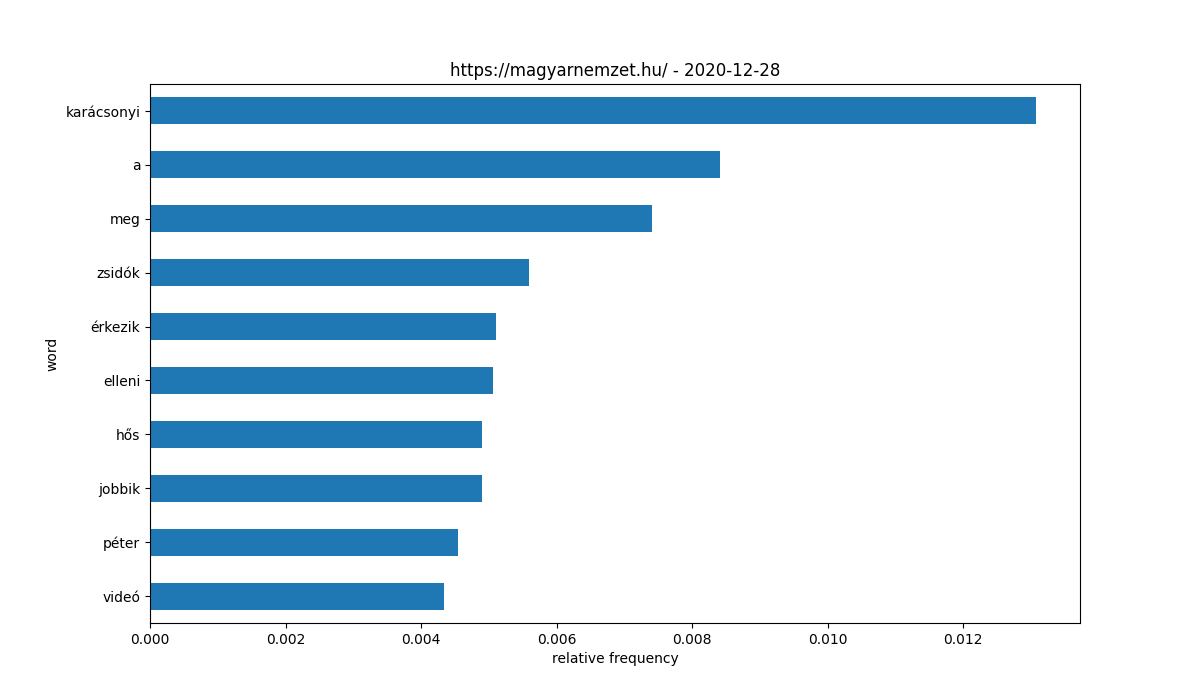 https://magyarnemzet.hu/ - 2020-12-28
karácsonyi
a
meg
zsidók
érkezik
elleni
hős
jobbik
péter
videó
word
0.000 0.002 0.004 0.006 0.008 0.010 0.012
relative frequency